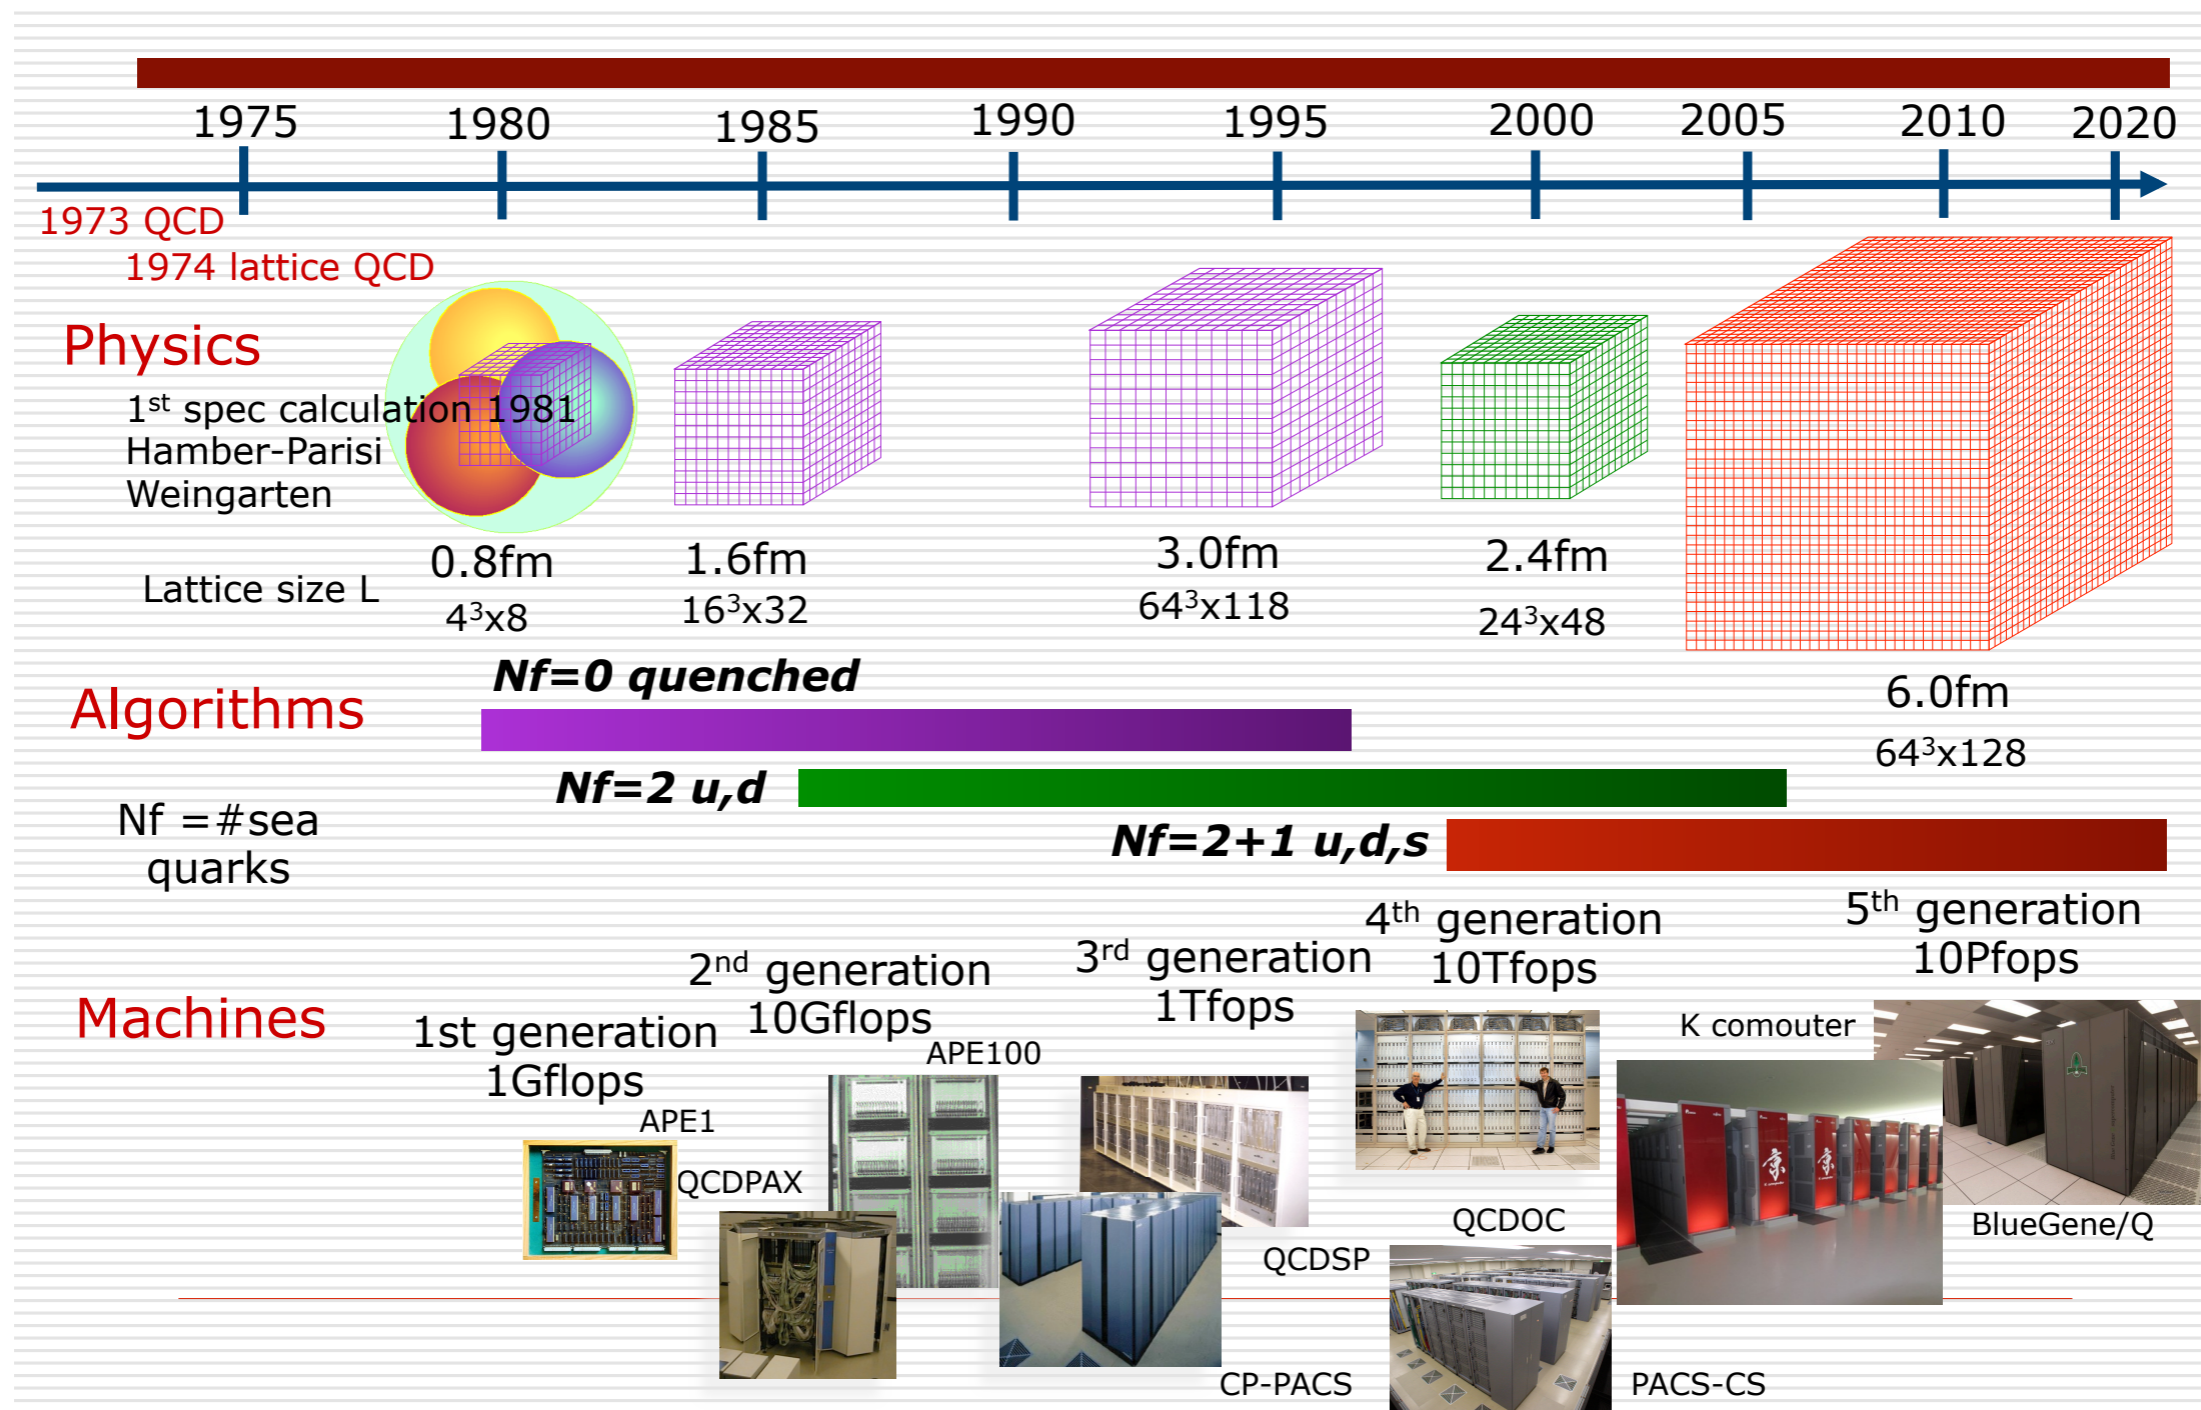 1975 1980 1985 1990 1995 2000 2005 2010 2020
1973 QCD
1974 lattice QCD
Physics
1st spec calculation 1981
Hamber-Parisi
Weingarten
Lattice size L
0.8fm
4³x8
1.6fm
16³x32
3.0fm
64³x118
2.4fm
24³x48
6.0fm
64³x128
Algorithms
Nf=0 quenched
Nf=2 u,d
Nf=2+1 u,d,s
Nf =#sea
quarks
Machines
1st generation
1Gflops
2nd generation
10Gflops
3rd generation
1Tfops
4th generation
10Tfops
5th generation
10Pfops
APE1
QCDPAX
APE100
QCDSP
CP-PACS
QCDOC
PACS-CS
K comouter
京
京
BlueGene/Q